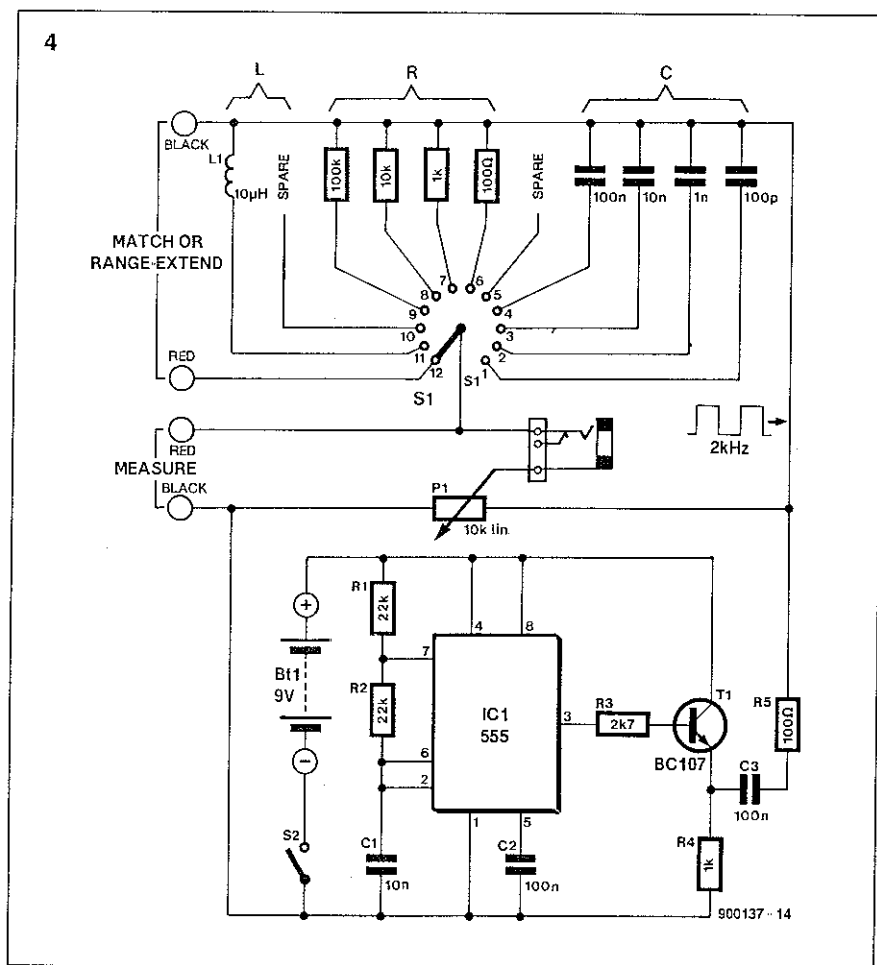 4
L
R
C
BLACK
L1
10µH
SPARE
100k
10k
1k
100Ω
SPARE
100n
10n
1n
100p
MATCH OR
RANGE-EXTEND
7
6
8
5
9
4
10
3
11
2
12
1
RED
S1
S1
RED
MEASURE
BLACK
P1
10k lin.
2kHz
R1
22k
4
8
+
7
Bt1
9V
R2
22k
IC1
555
3
R3
2k7
T1
BC107
R5
100Ω
6
2
−
C3
100n
S2
1
5
C1
10n
C2
100n
R4
1k
900137 - 14